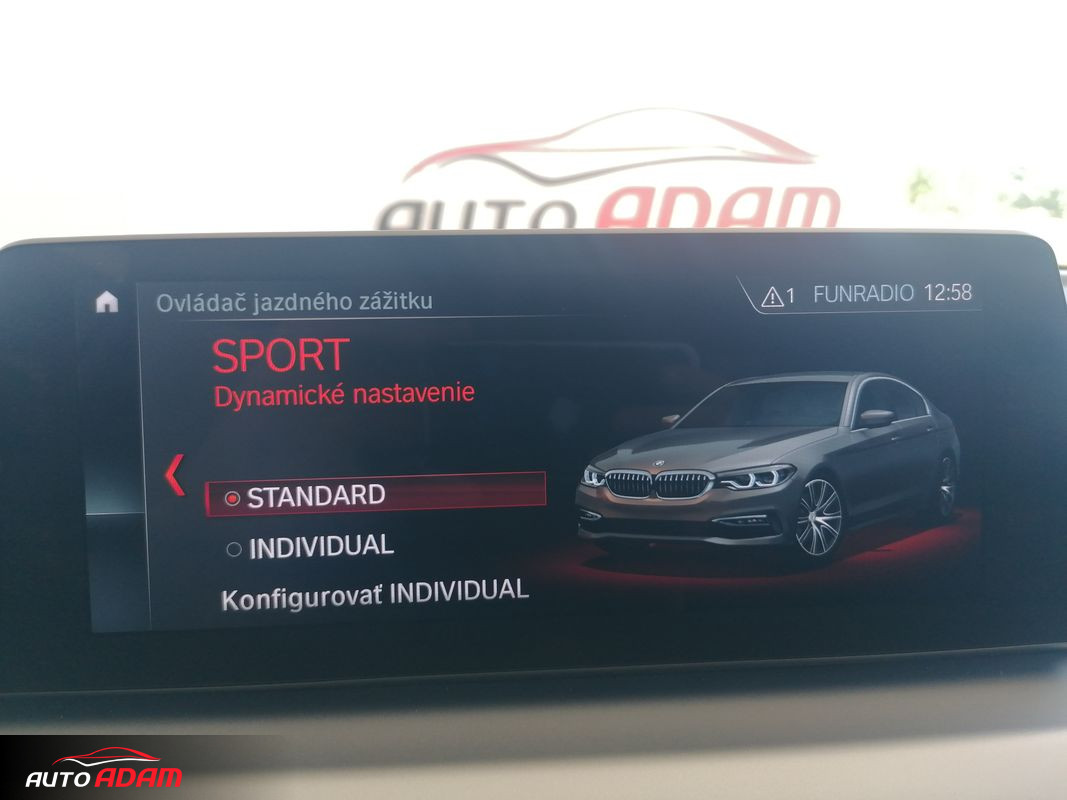 AUTO ADAM
Ovládač jazdného zážitku
1 FUNRADIO 12:58
SPORT
Dynamické nastavenie
STANDARD
INDIVIDUAL
Konfigurovať INDIVIDUAL
AUTO ADAM